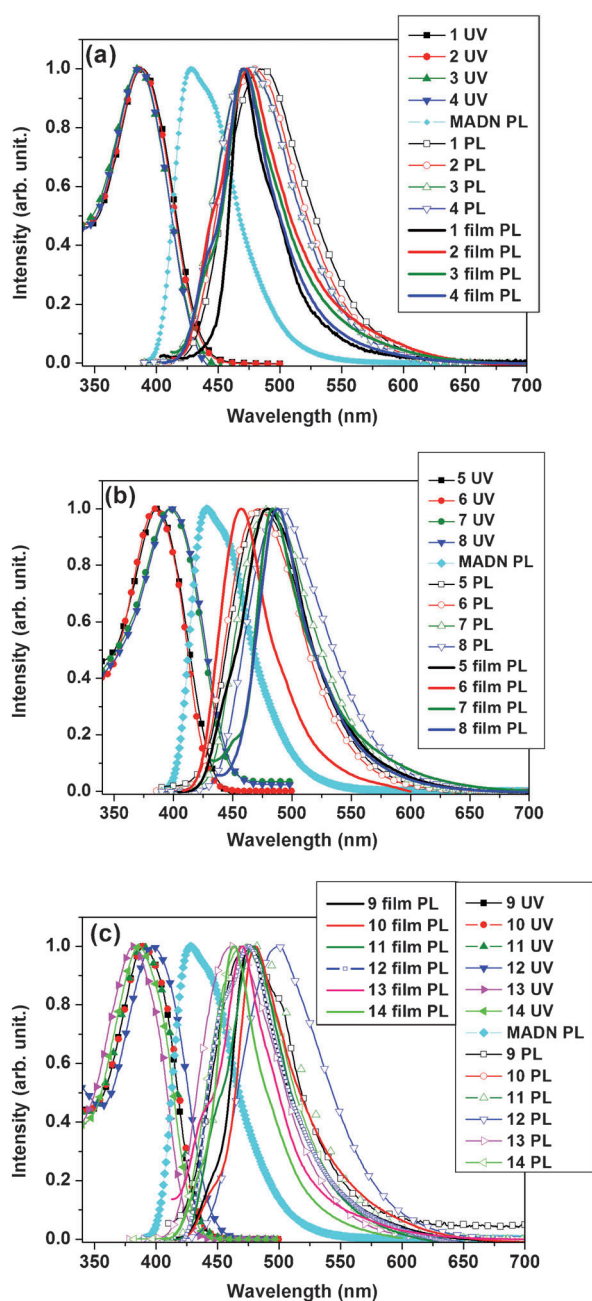 (a)
1 UV
2 UV
3 UV
4 UV
MADN PL
1 PL
2 PL
3 PL
4 PL
1 film PL
2 film PL
3 film PL
4 film PL
Intensity (arb. unit.)
1.0
0.8
0.6
0.4
0.2
0.0
350 400 450 500 550 600 650 700
Wavelength (nm)
(b)
5 UV
6 UV
7 UV
8 UV
MADN PL
5 PL
6 PL
7 PL
8 PL
5 film PL
6 film PL
7 film PL
8 film PL
Intensity (arb. unit.)
1.0
0.8
0.6
0.4
0.2
0.0
350 400 450 500 550 600 650 700
Wavelength (nm)
(c)
9 film PL
10 film PL
11 film PL
12 film PL
13 film PL
14 film PL
9 UV
10 UV
11 UV
12 UV
13 UV
14 UV
MADN PL
9 PL
10 PL
11 PL
12 PL
13 PL
14 PL
Intensity (arb. unit.)
1.0
0.8
0.6
0.4
0.2
0.0
350 400 450 500 550 600 650 700
Wavelength (nm)